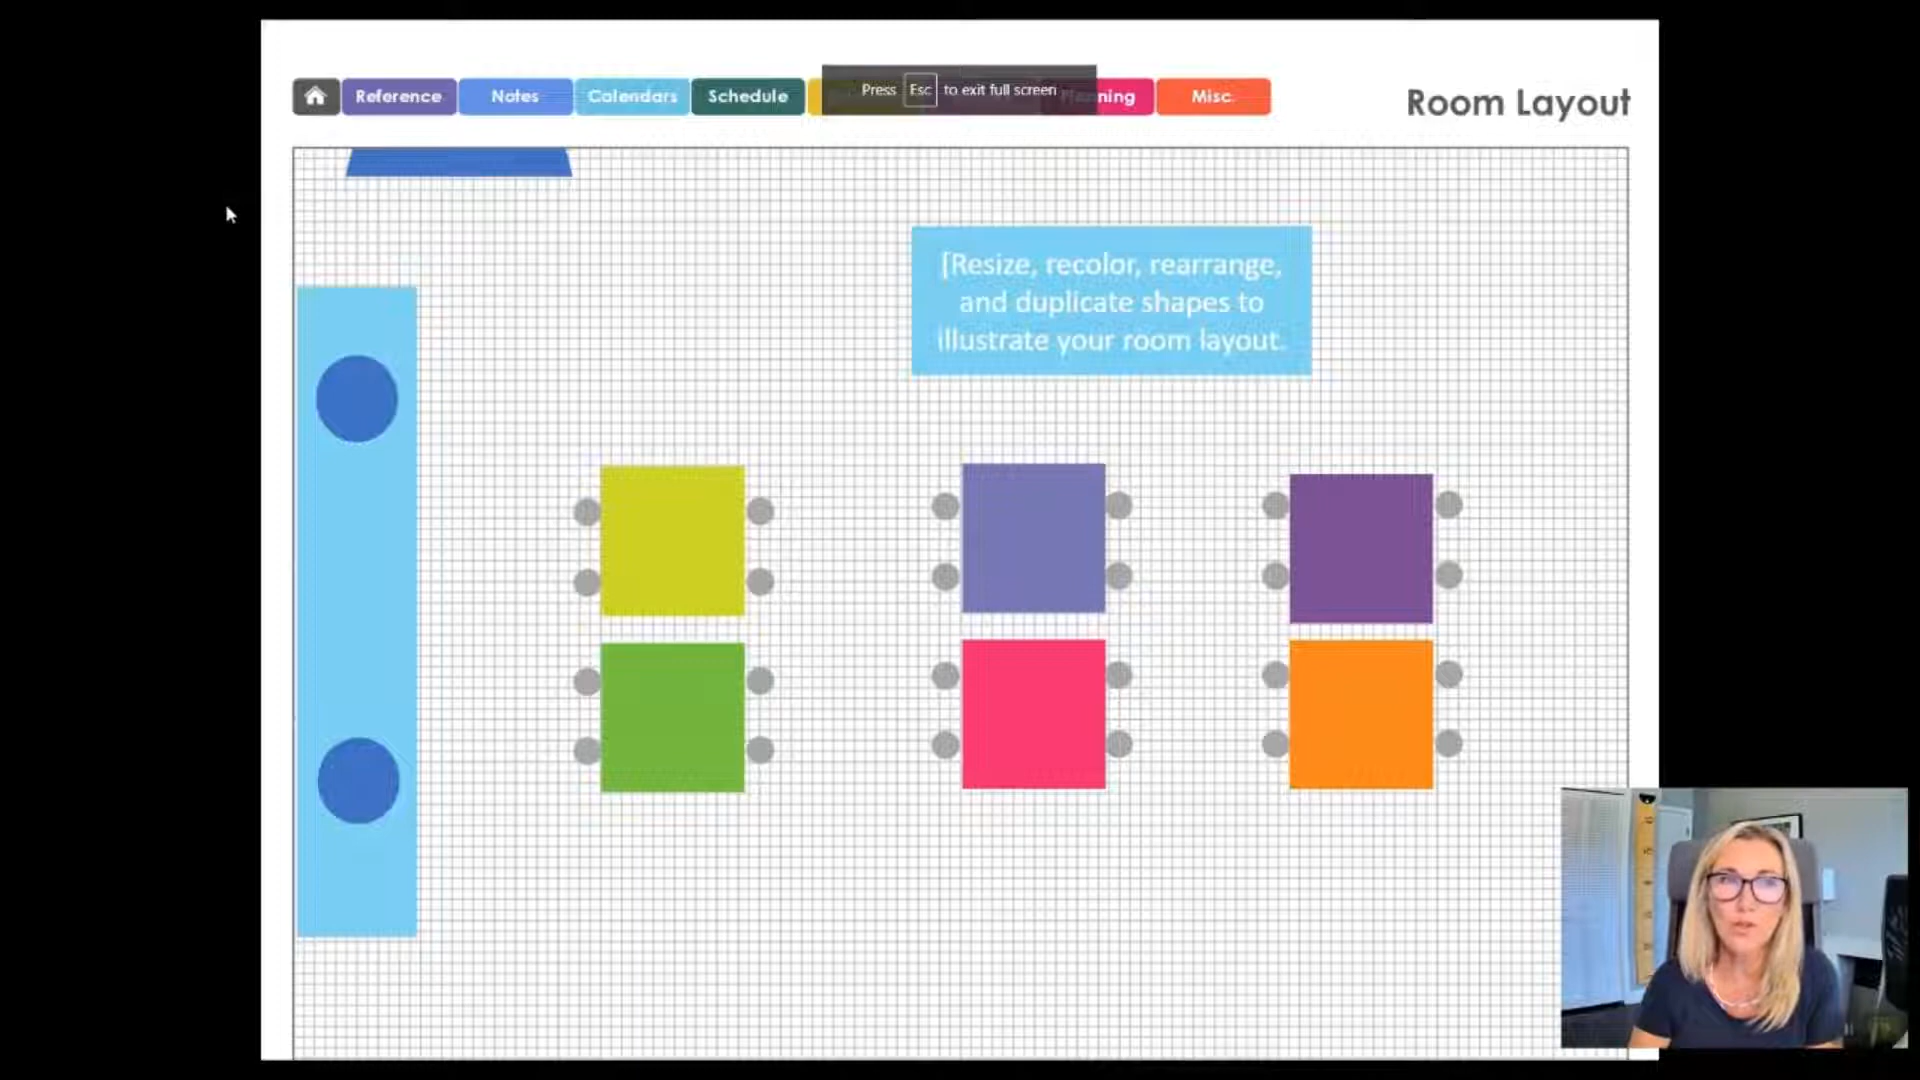 Reference Notes Calendars Schedule Press Esc to exit full screen Misc
Room Layout
[Resize, recolor, rearrange,
and duplicate shapes to
illustrate your room layout.